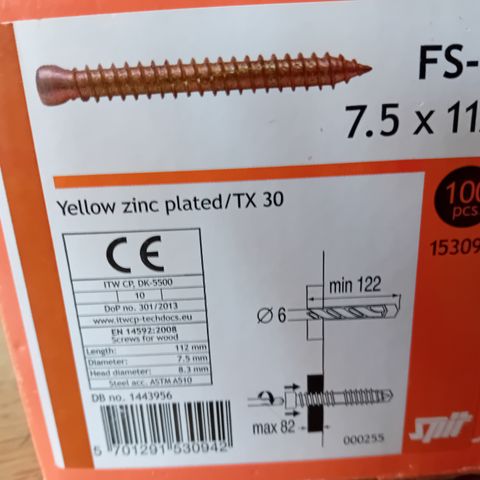 FS-
7.5 x 11
100
pcs
15309
Yellow zinc plated/TX 30
CE
ITW CP, DK-5500
10
DoP no. 301/2013
www.itwcp-techdocs.eu
EN 14592:2008
Screws for wood
Length: 112 mm
Diameter: 7.5 mm
Head diameter: 8.3 mm
Steel acc. ASTM A510
DB no. 1443956
5 701291 530942
min 122
Ø 6
max 82
000255
Spit